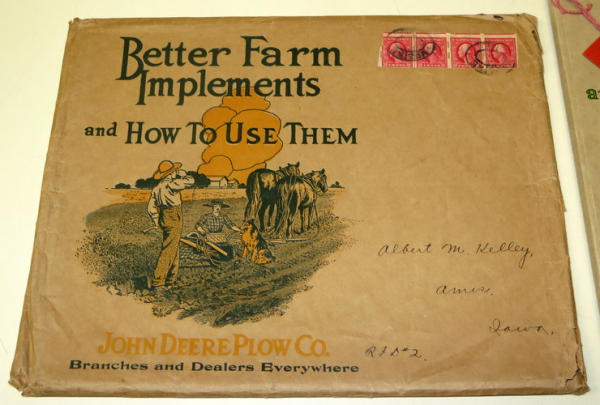 Better Farm
Implements
and HOW TO USE THEM
Albert M. Kelley,
Ames.
Iowa.
R.F.D #2.
JOHN DEERE PLOW CO.
Branches and Dealers Everywhere